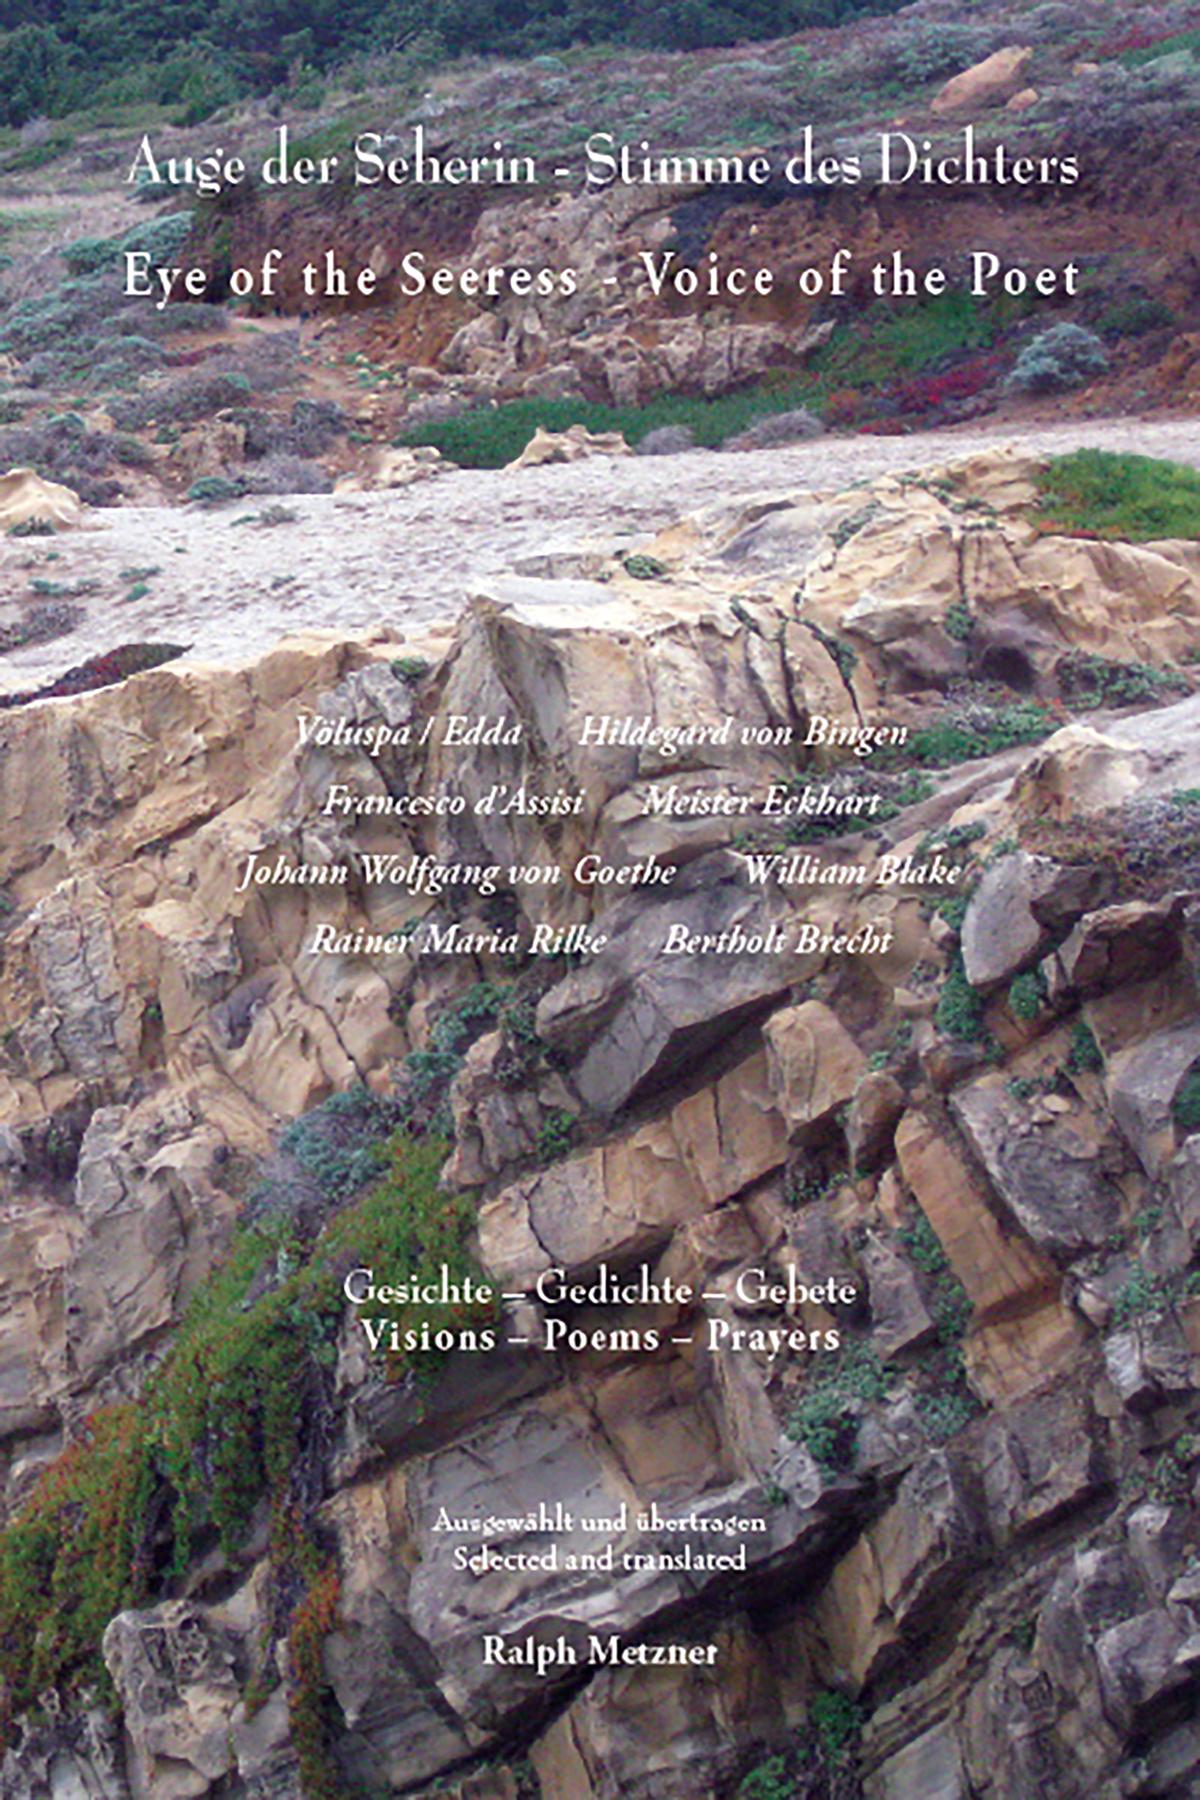 Auge der Seherin - Stimme des Dichters
Eye of the Seeress - Voice of the Poet
Völuspa / Edda Hildegard von Bingen
Francesco d'Assisi Meister Eckhart
Johann Wolfgang von Goethe William Blake
Rainer Maria Rilke Bertholt Brecht
Gesichte – Gedichte – Gebete
Visions – Poems – Prayers
Ausgewählt und übertragen
Selected and translated
Ralph Metzner